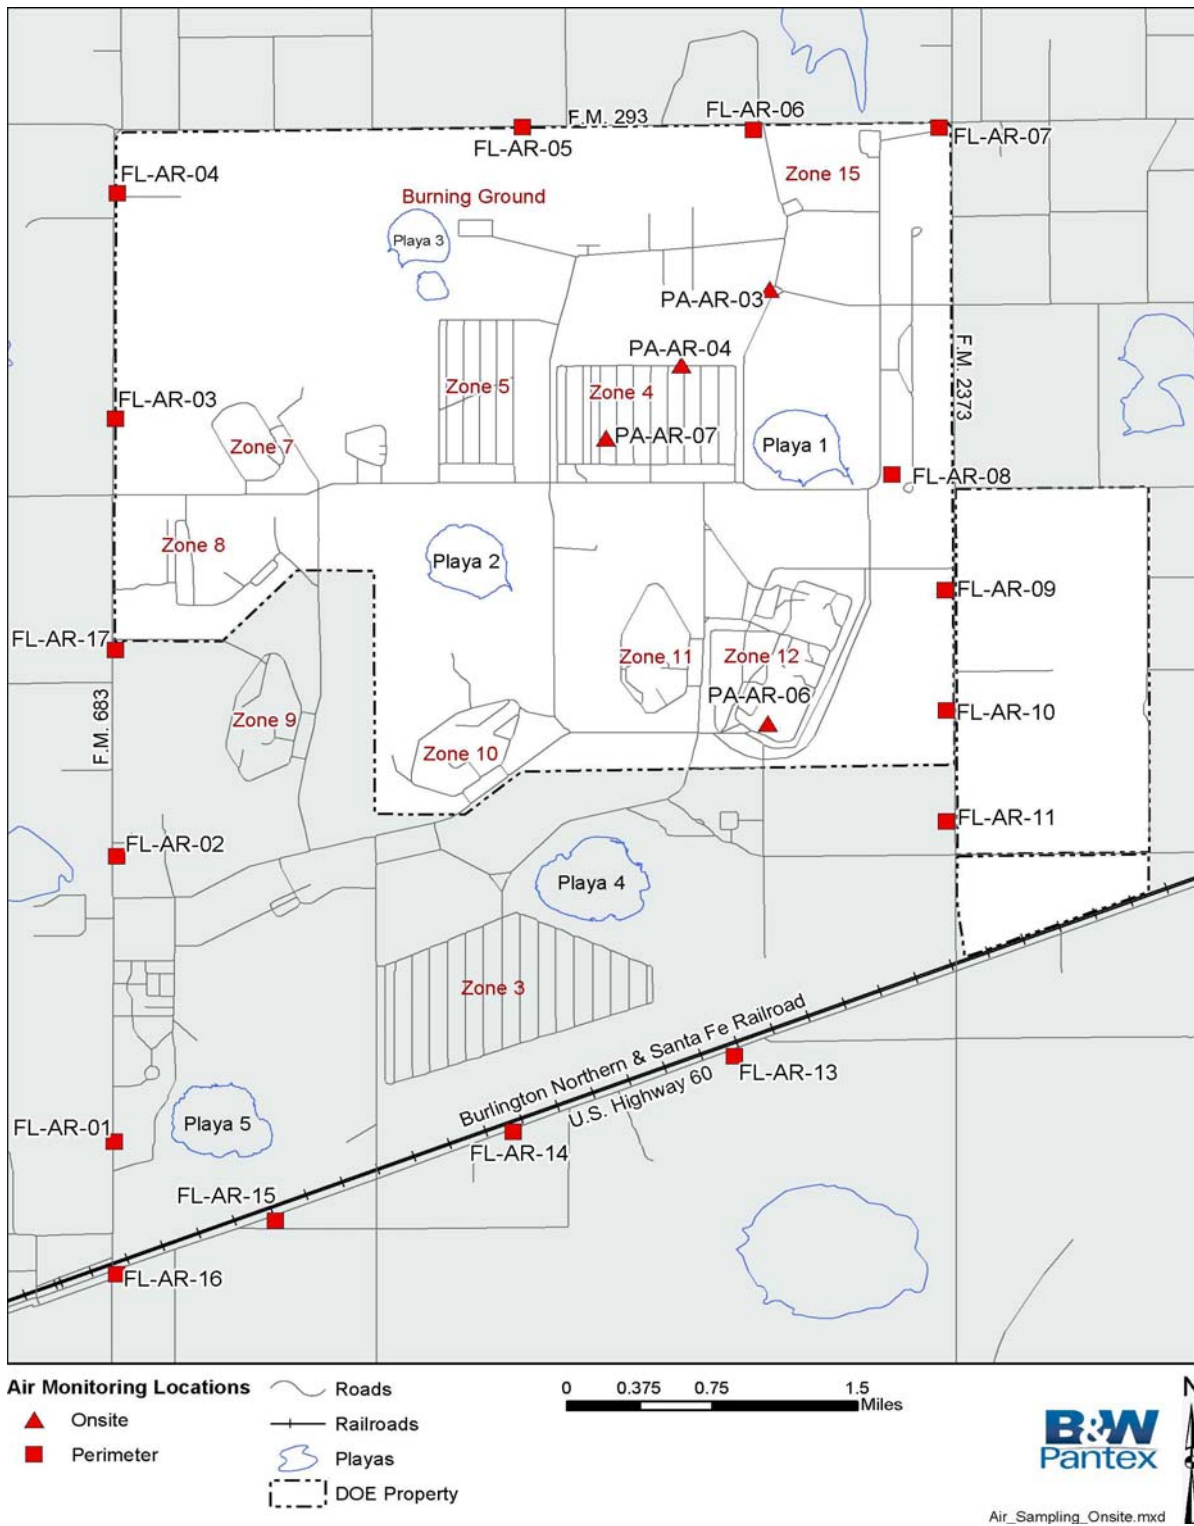 F.M. 293
FL-AR-06
FL-AR-05
FL-AR-07
FL-AR-04
Zone 15
Burning Ground
Playa 3
PA-AR-03
PA-AR-04
F.M. 2373
Zone 5
Zone 4
FL-AR-03
PA-AR-07
Zone 7
Playa 1
FL-AR-08
Zone 8
Playa 2
FL-AR-09
FL-AR-17
Zone 11
Zone 12
PA-AR-06
FL-AR-10
F.M. 683
Zone 9
Zone 10
FL-AR-11
FL-AR-02
Playa 4
Zone 3
Burlington Northern & Santa Fe Railroad
U.S. Highway 60
FL-AR-13
FL-AR-01
Playa 5
FL-AR-14
FL-AR-15
FL-AR-16
Air Monitoring Locations
Onsite
Perimeter
Roads
Railroads
Playas
DOE Property
0 0.375 0.75 1.5
Miles
N
B&W
Pantex
Air_Sampling_Onsite.mxd